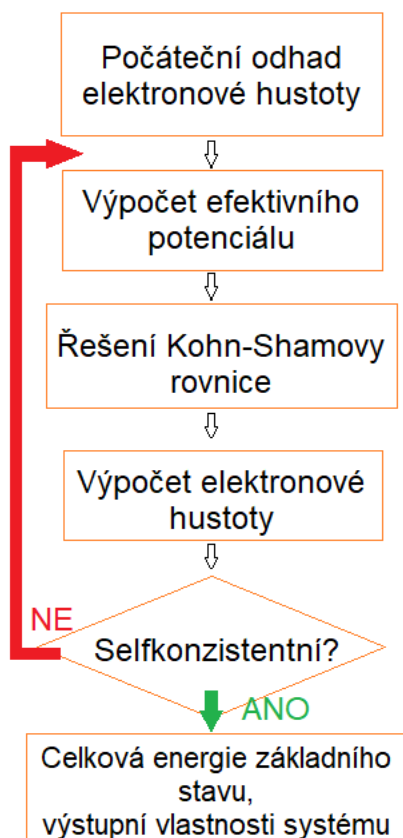 Počáteční odhad
elektronové hustoty
Výpočet efektivního
potenciálu
Řešení Kohn-Shamovy
rovnice
Výpočet elektronové
hustoty
NE
Selfkonzistentní?
ANO
Celková energie základního
stavu,
výstupní vlastnosti systému